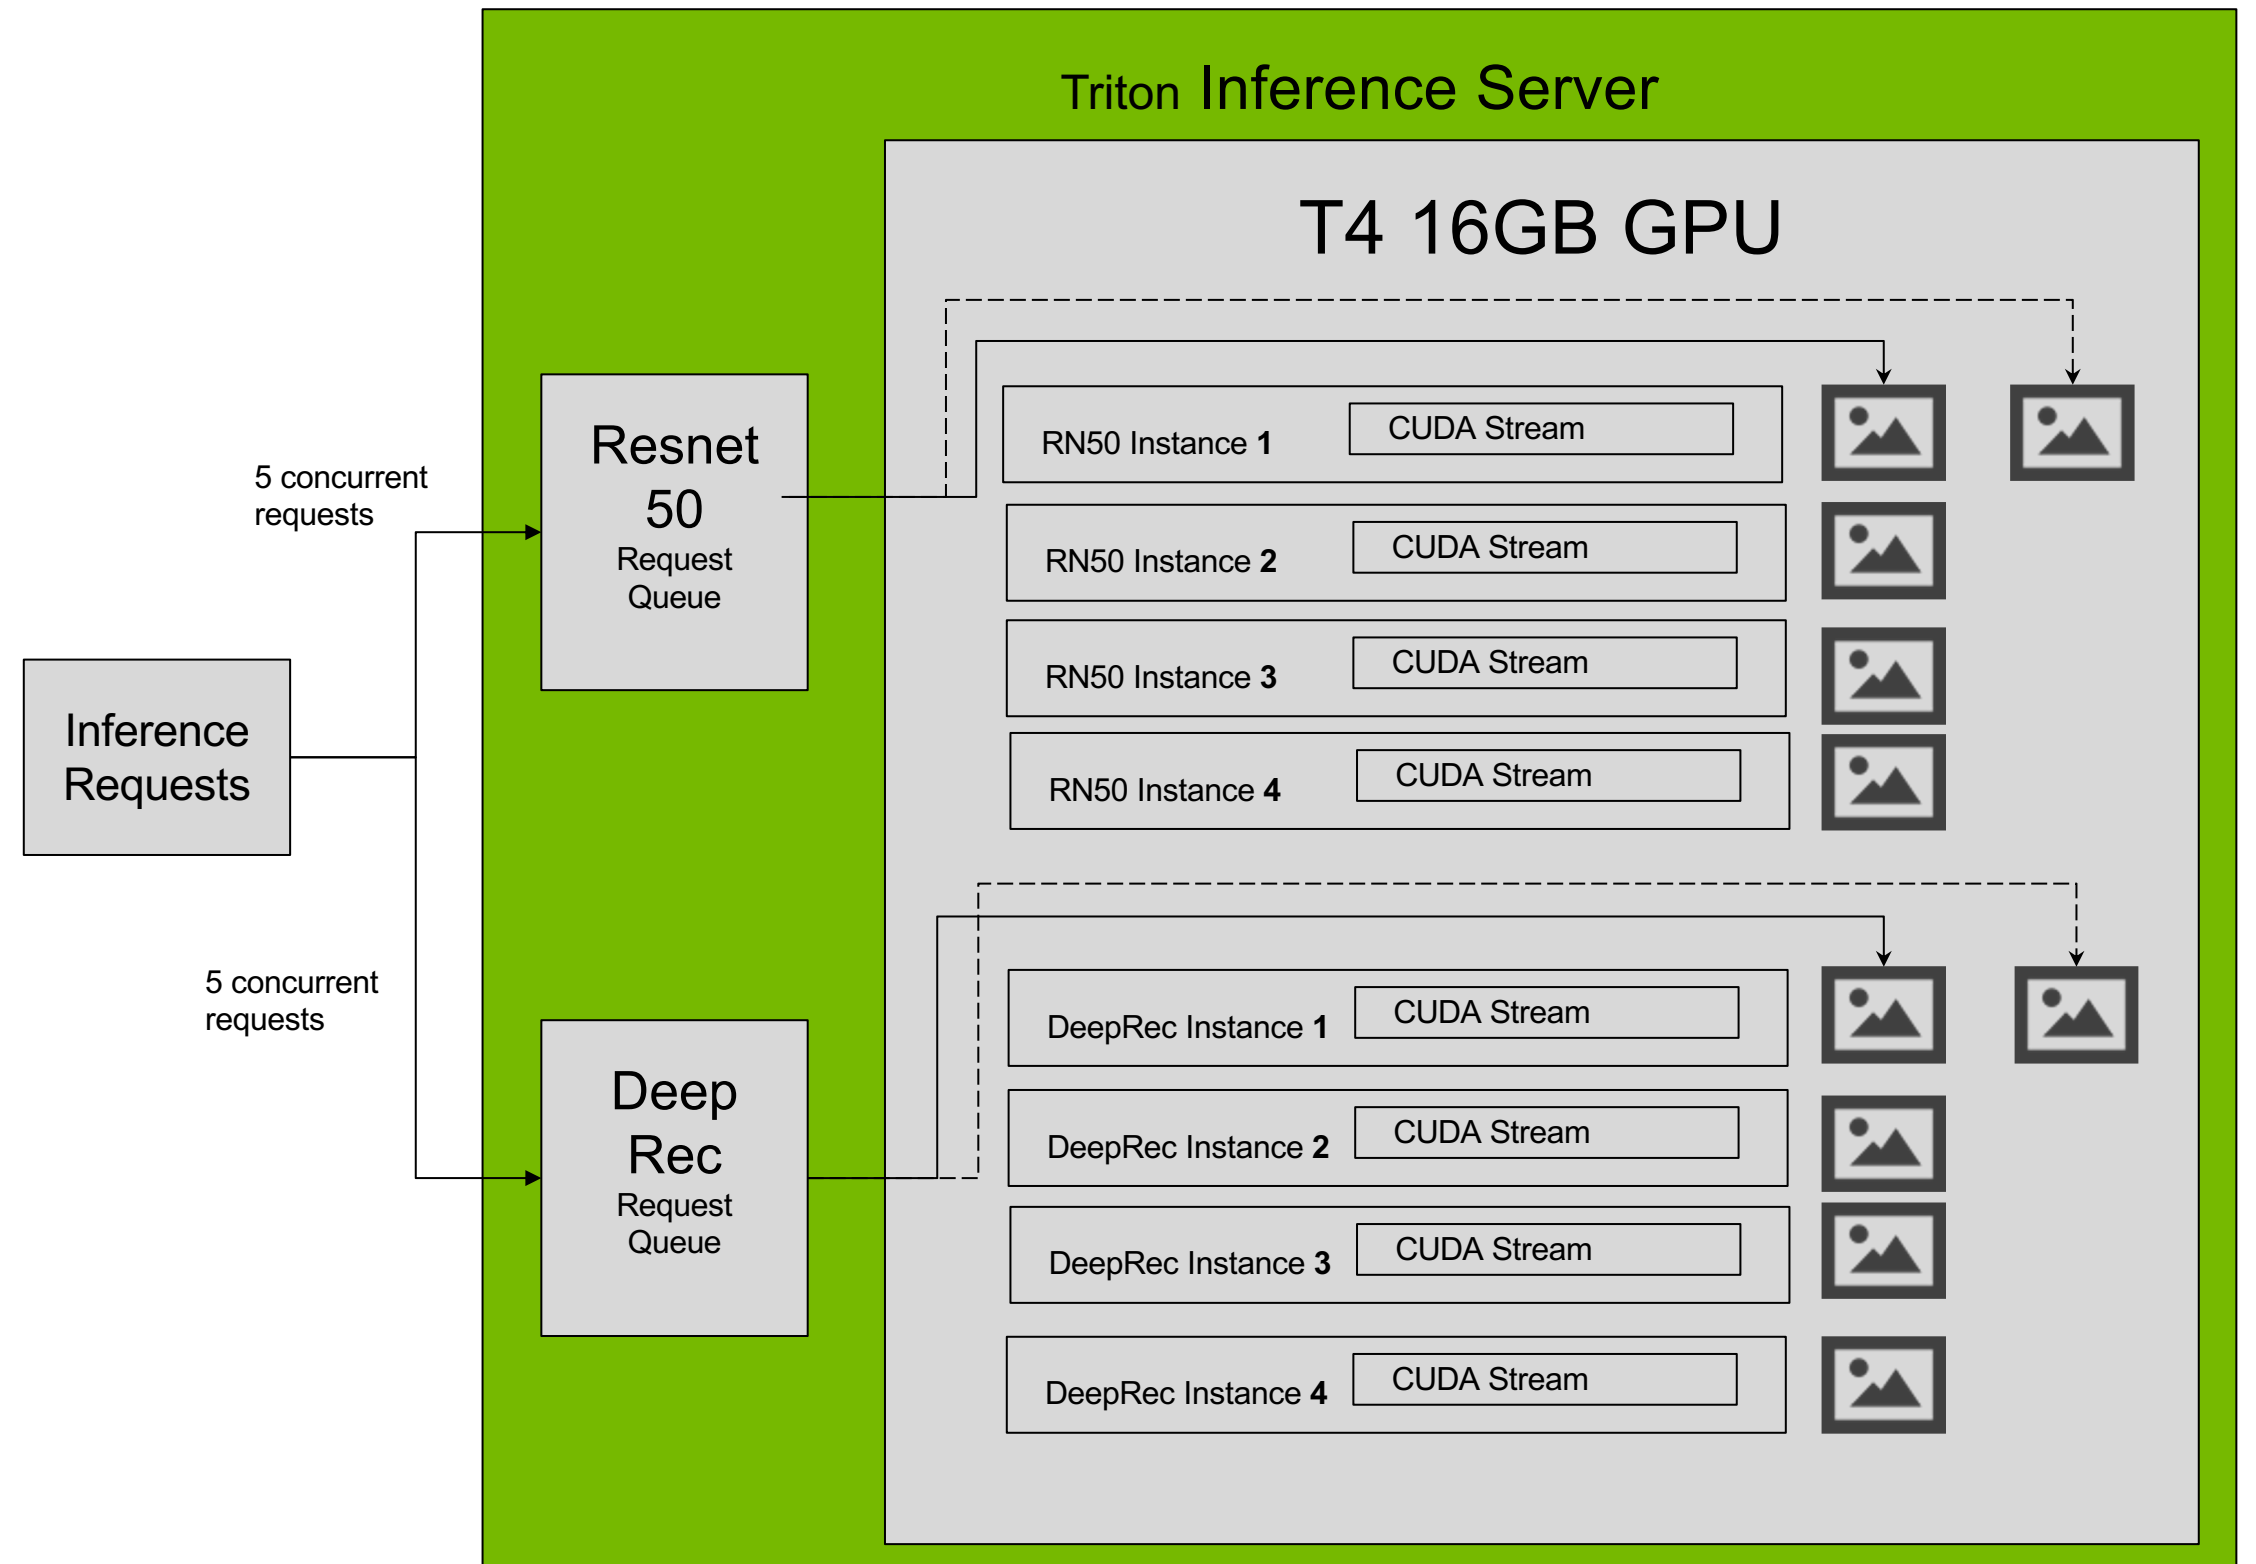 Triton Inference Server
T4 16GB GPU
5 concurrent
requests
Resnet
50
Request
Queue
RN50 Instance 1
CUDA Stream
RN50 Instance 2
CUDA Stream
RN50 Instance 3
CUDA Stream
RN50 Instance 4
CUDA Stream
Inference
Requests
5 concurrent
requests
Deep
Rec
Request
Queue
DeepRec Instance 1
CUDA Stream
DeepRec Instance 2
CUDA Stream
DeepRec Instance 3
CUDA Stream
DeepRec Instance 4
CUDA Stream